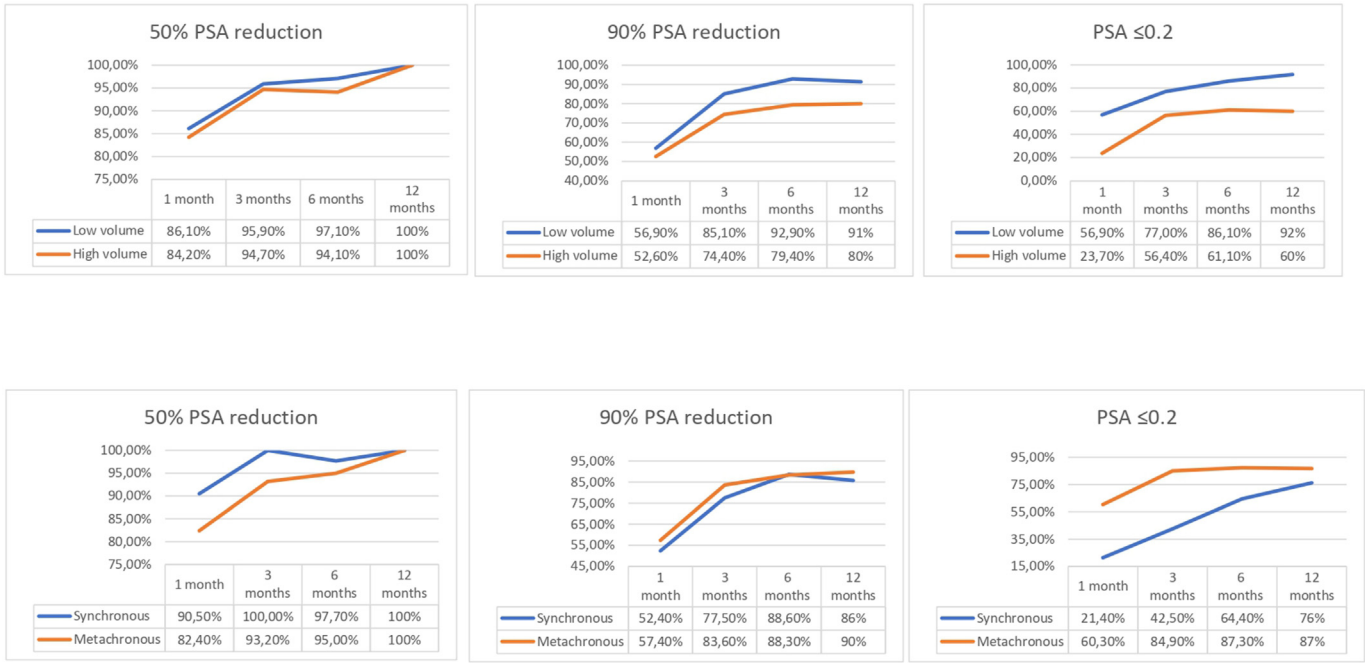 50% PSA reduction
100,00%
95,00%
90,00%
85,00%
80,00%
75,00%
1 month 3 months 6 months 12 months
Low volume 86,10% 95,90% 97,10% 100%
High volume 84,20% 94,70% 94,10% 100%
90% PSA reduction
100,00%
90,00%
80,00%
70,00%
60,00%
50,00%
40,00%
1 month 3 months 6 months 12 months
Low volume 56,90% 85,10% 92,90% 91%
High volume 52,60% 74,40% 79,40% 80%
PSA ≤0.2
100,00%
80,00%
60,00%
40,00%
20,00%
0,00%
1 month 3 months 6 months 12 months
Low volume 56,90% 77,00% 86,10% 92%
High volume 23,70% 56,40% 61,10% 60%
50% PSA reduction
100,00%
95,00%
90,00%
85,00%
80,00%
75,00%
1 month 3 months 6 months 12 months
Synchronous 90,50% 100,00% 97,70% 100%
Metachronous 82,40% 93,20% 95,00% 100%
90% PSA reduction
95,00%
85,00%
75,00%
65,00%
55,00%
45,00%
1 month 3 months 6 months 12 months
Synchronous 52,40% 77,50% 88,60% 86%
Metachronous 57,40% 83,60% 88,30% 90%
PSA ≤0.2
95,00%
75,00%
55,00%
35,00%
15,00%
1 month 3 months 6 months 12 months
Synchronous 21,40% 42,50% 64,40% 76%
Metachronous 60,30% 84,90% 87,30% 87%